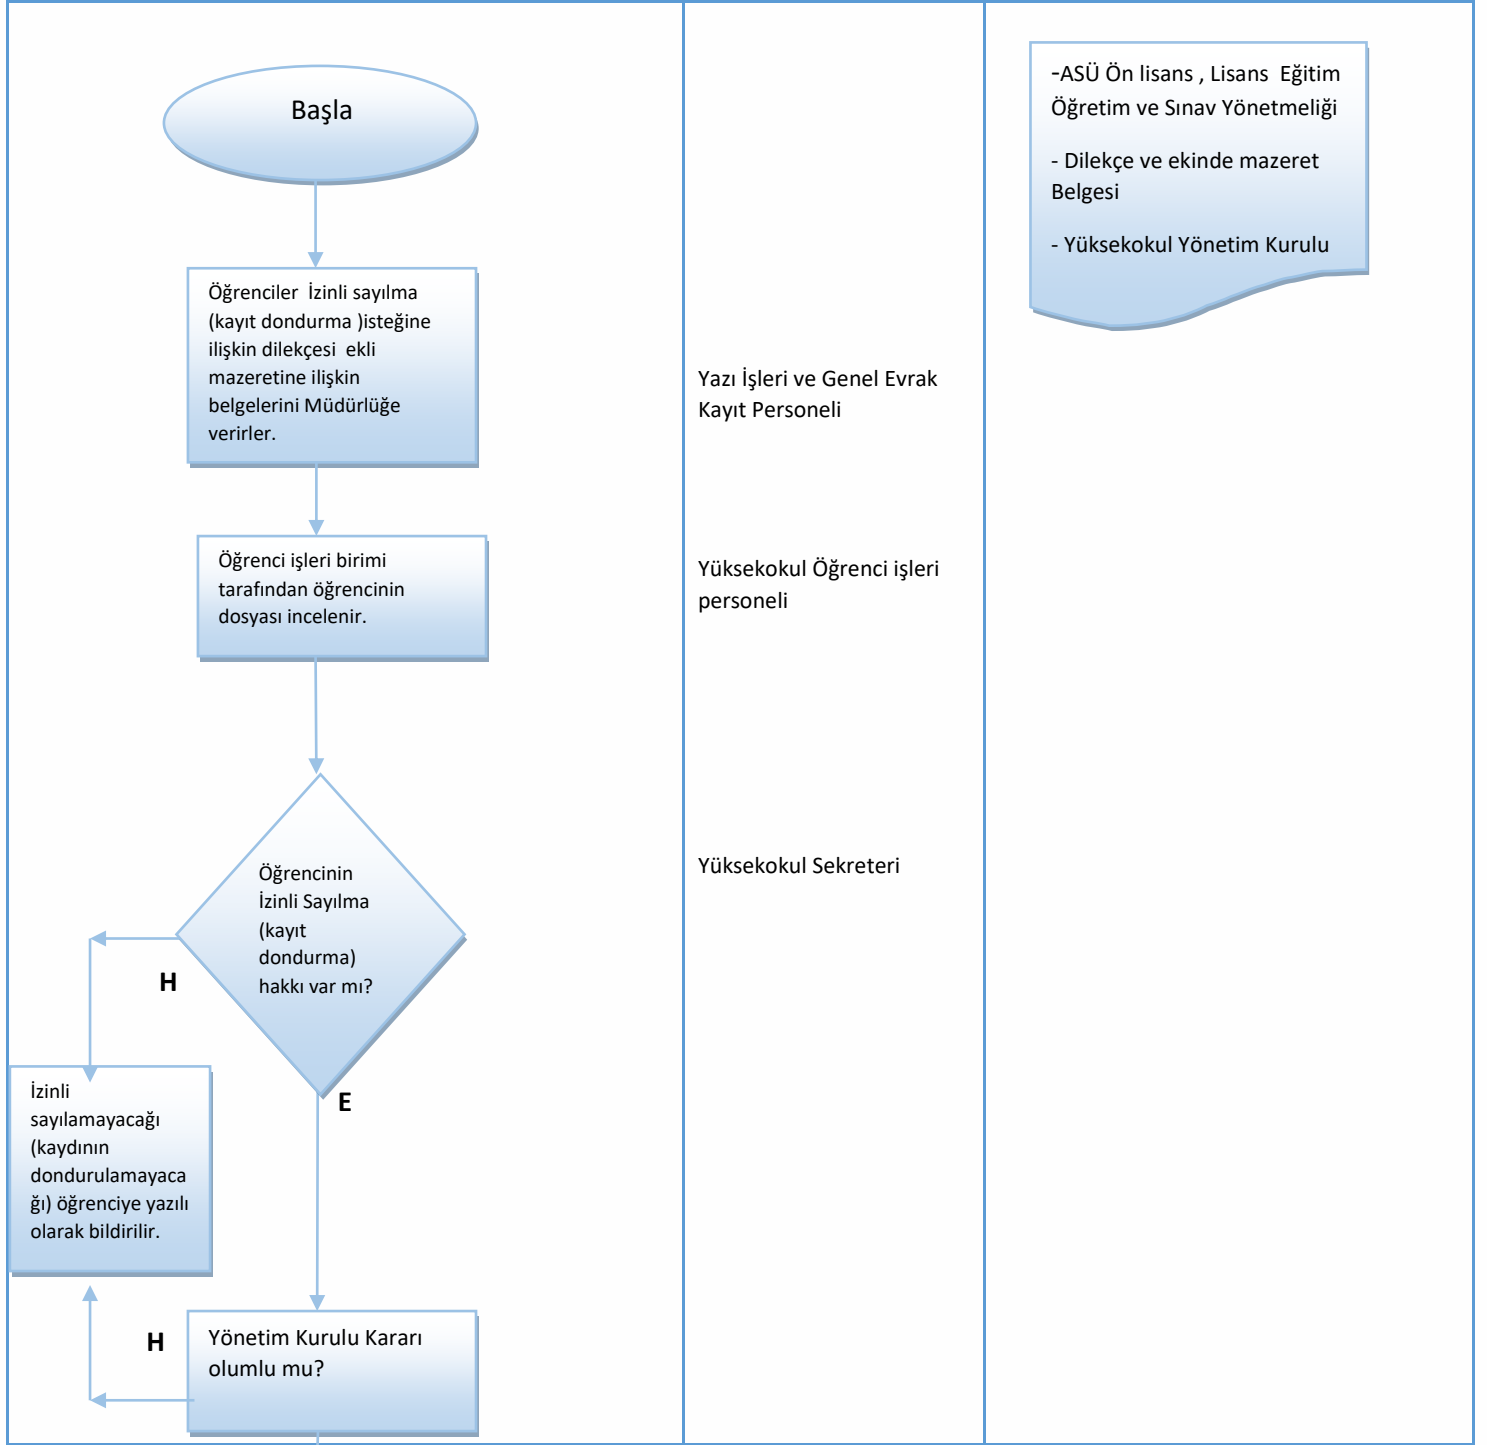 Başla
Öğrenciler İzinli sayılma
(kayıt dondurma )isteğine
ilişkin dilekçesi ekli
mazeretine ilişkin
belgelerini Müdürlüğe
verirler.
Öğrenci işleri birimi
tarafından öğrencinin
dosyası incelenir.
Öğrencinin
İzinli Sayılma
(kayıt
dondurma)
hakkı var mı?
H
E
İzinli
sayılamayacağı
(kaydının
dondurulamayaca
ğı) öğrenciye yazılı
olarak bildirilir.
H
Yönetim Kurulu Kararı
olumlu mu?
Yazı İşleri ve Genel Evrak
Kayıt Personeli
Yüksekokul Öğrenci işleri
personeli
Yüksekokul Sekreteri
-ASÜ Ön lisans , Lisans Eğitim
Öğretim ve Sınav Yönetmeliği
- Dilekçe ve ekinde mazeret
Belgesi
- Yüksekokul Yönetim Kurulu